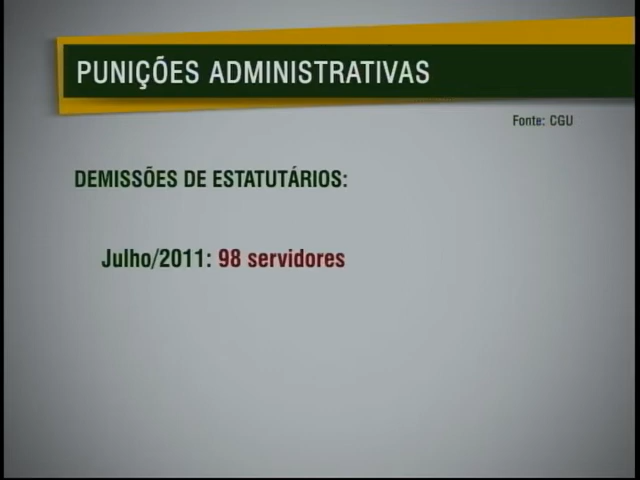 PUNIÇÕES ADMINISTRATIVAS
Fonte: CGU
DEMISSÕES DE ESTATUTÁRIOS:
Julho/2011: 98 servidores